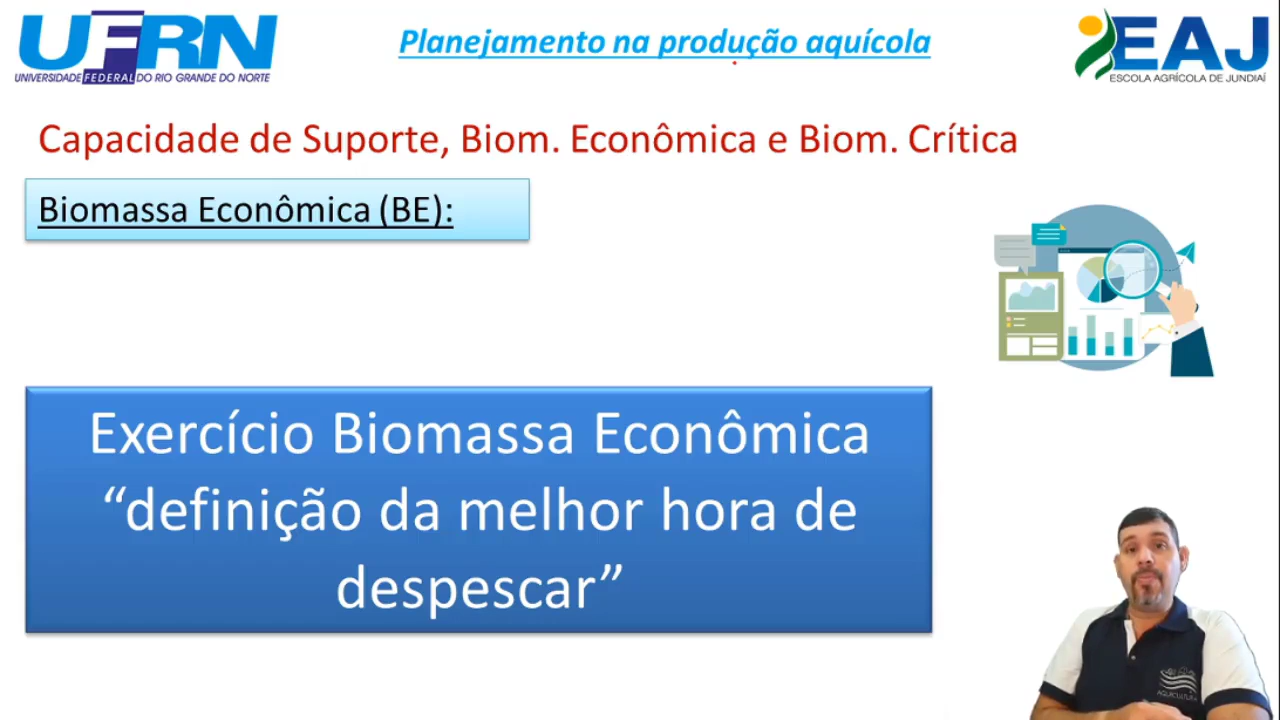 UFRN
UNIVERSIDADE FEDERAL DO RIO GRANDE DO NORTE
Planejamento na produção aquícola
EAJ
ESCOLA AGRÍCOLA DE JUNDIAÍ
Capacidade de Suporte, Biom. Econômica e Biom. Crítica
Biomassa Econômica (BE):
Exercício Biomassa Econômica
“definição da melhor hora de
despescar”
AQUICULTURA